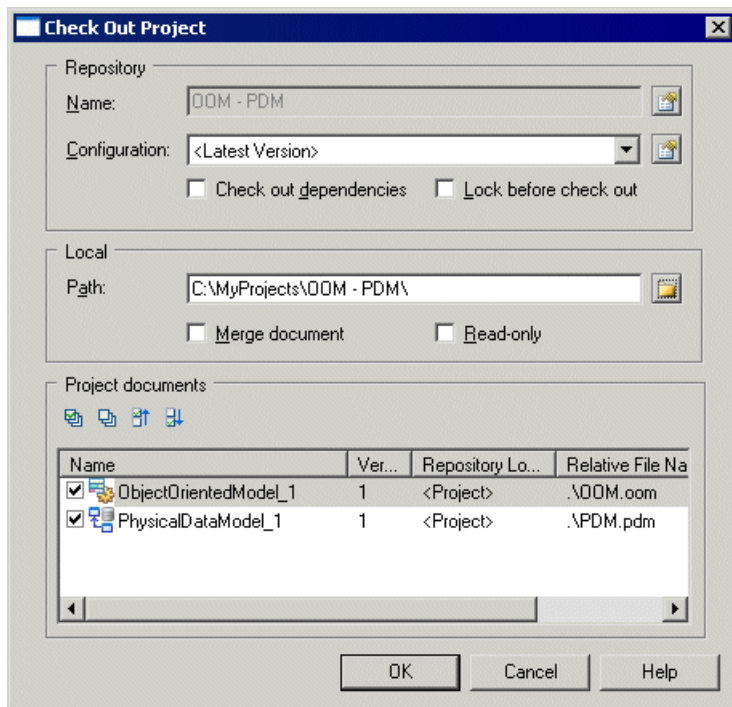 Check Out Project
Repository
Name: OOM - PDM
Configuration: <Latest Version>
Check out dependencies Lock before check out
Local
Path: C:\MyProjects\OOM - PDM\
Merge document Read-only
Project documents
Name Ver... Repository Lo... Relative File Na
ObjectOrientedModel_1 1 <Project> .\OOM.oom
PhysicalDataModel_1 1 <Project> .\PDM.pdm
OK Cancel Help